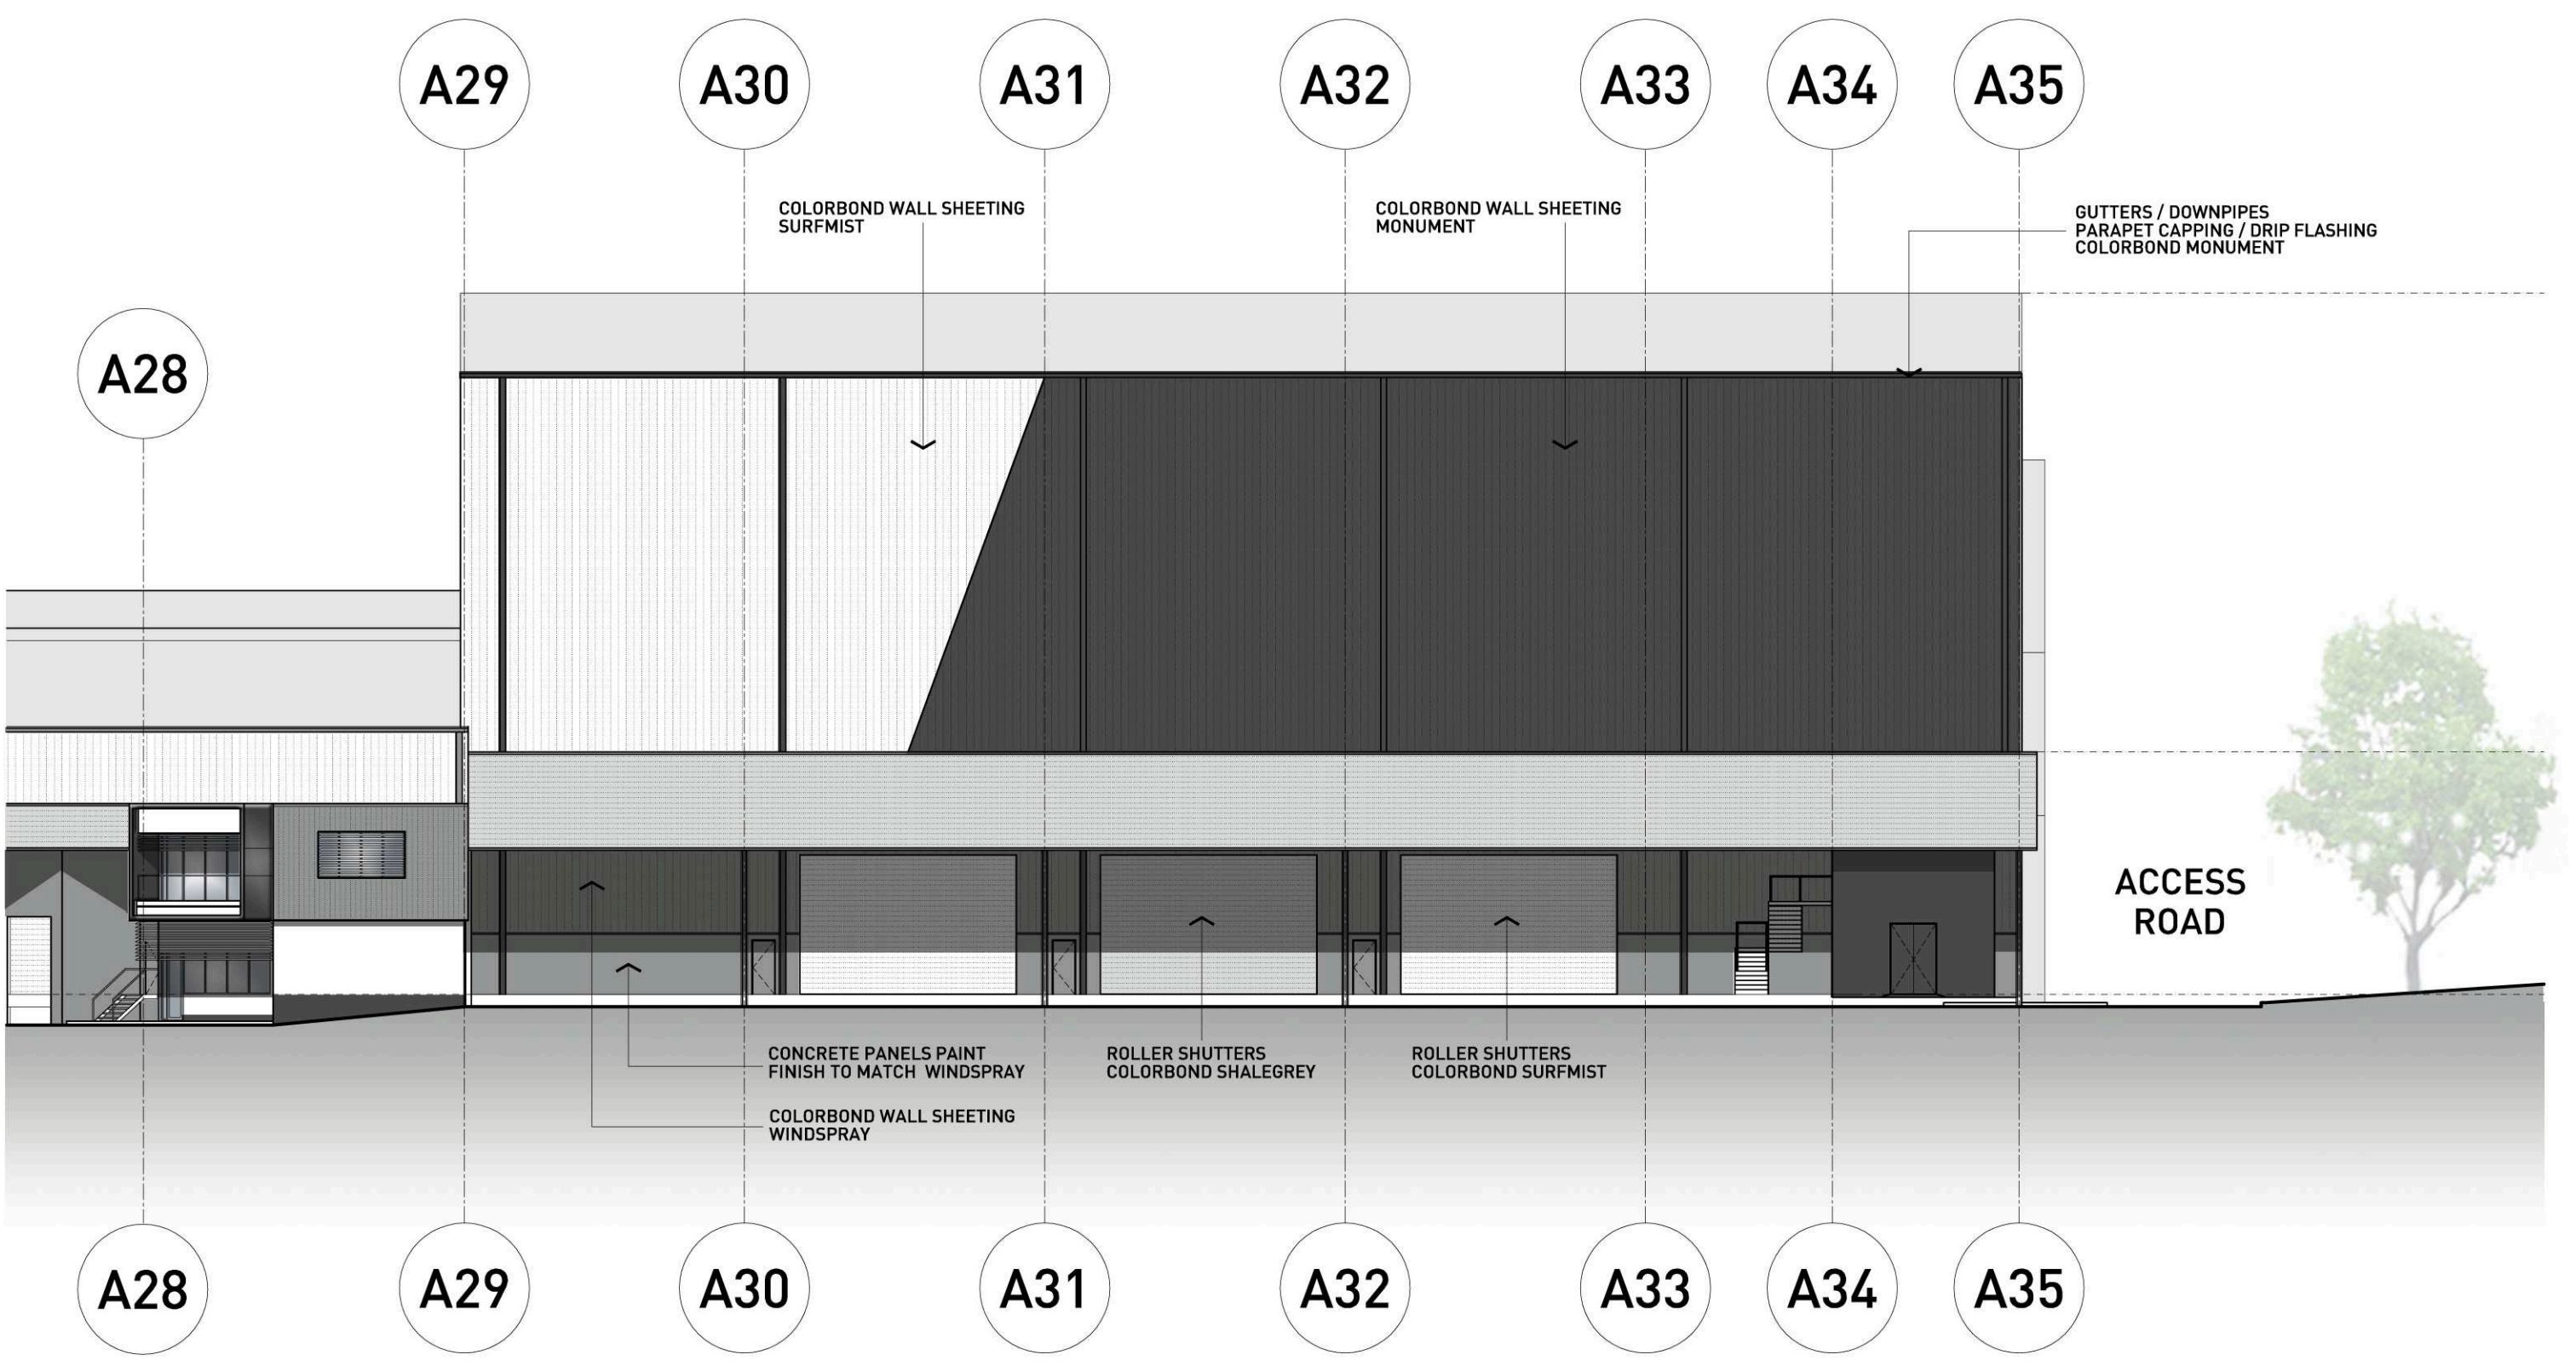 A29
A30
A31
A32
A33
A34
A35
COLORBOND WALL SHEETING
SURFMIST
COLORBOND WALL SHEETING
MONUMENT
GUTTERS / DOWNPIPES
PARAPET CAPPING / DRIP FLASHING
COLORBOND MONUMENT
A28
ACCESS
ROAD
CONCRETE PANELS PAINT
FINISH TO MATCH WINDSPRAY
ROLLER SHUTTERS
COLORBOND SHALEGREY
ROLLER SHUTTERS
COLORBOND SURFMIST
COLORBOND WALL SHEETING
WINDSPRAY
A28
A29
A30
A31
A32
A33
A34
A35